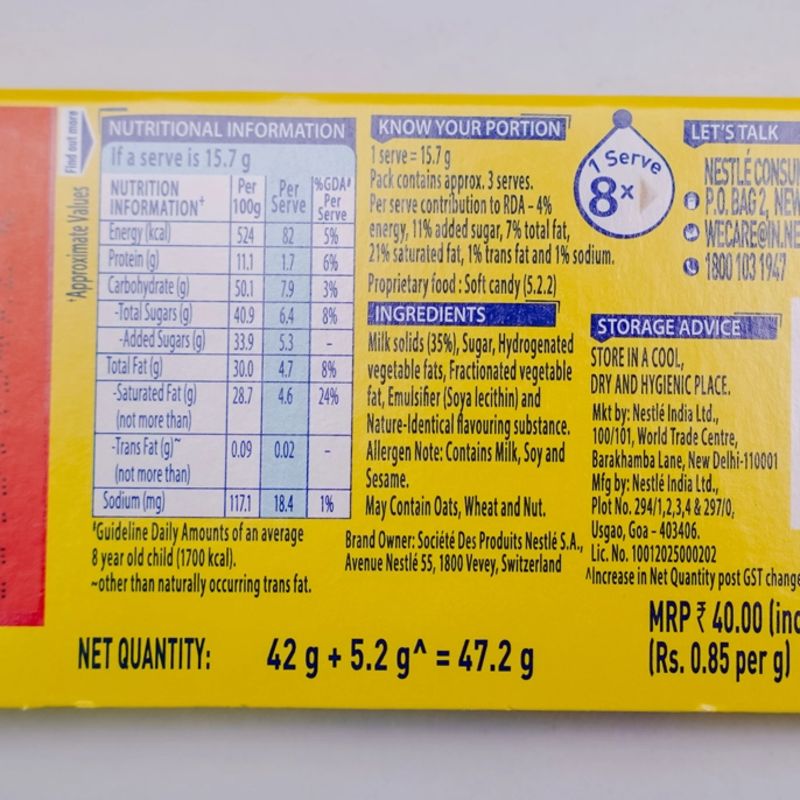 Find out more
+Approximate Values
NUTRITIONAL INFORMATION
If a serve is 15.7 g
NUTRITION INFORMATION+ Per 100g Per Serve %GDA# Per Serve
Energy (kcal) 524 82 5%
Protein (g) 11.1 1.7 6%
Carbohydrate (g) 50.1 7.9 3%
-Total Sugars (g) 40.9 6.4 8%
-Added Sugars (g) 33.9 5.3 -
Total Fat (g) 30.0 4.7 8%
-Saturated Fat (g) 28.7 4.6 24%
(not more than)
-Trans Fat (g)~ 0.09 0.02 -
(not more than)
Sodium (mg) 117.1 18.4 1%
#Guideline Daily Amounts of an average
8 year old child (1700 kcal).
~other than naturally occurring trans fat.
KNOW YOUR PORTION
1 serve = 15.7 g
Pack contains approx. 3 serves.
Per serve contribution to RDA - 4%
energy, 11% added sugar, 7% total fat,
21% saturated fat, 1% trans fat and 1% sodium.
Proprietary food : Soft candy (5.2.2)
1 Serve
8x
INGREDIENTS
Milk solids (35%), Sugar, Hydrogenated
vegetable fats, Fractionated vegetable
fat, Emulsifier (Soya lecithin) and
Nature-Identical flavouring substance.
Allergen Note: Contains Milk, Soy and
Sesame.
May Contain Oats, Wheat and Nut.
Brand Owner: Société Des Produits Nestlé S.A.,
Avenue Nestlé 55, 1800 Vevey, Switzerland
LET'S TALK
NESTLÉ CONSU
P.O. BAG 2, NEW
WECARE@IN.NE
1800 103 1947
STORAGE ADVICE
STORE IN A COOL,
DRY AND HYGIENIC PLACE.
Mkt by: Nestlé India Ltd.,
100/101, World Trade Centre,
Barakhamba Lane, New Delhi-110001
Mfg by: Nestlé India Ltd.,
Plot No. 294/1,2,3,4 & 297/0,
Usgao, Goa - 403406.
Lic. No. 10012025000202
^Increase in Net Quantity post GST change
NET QUANTITY: 42 g + 5.2 g^ = 47.2 g
MRP ₹ 40.00 (inc
(Rs. 0.85 per g)